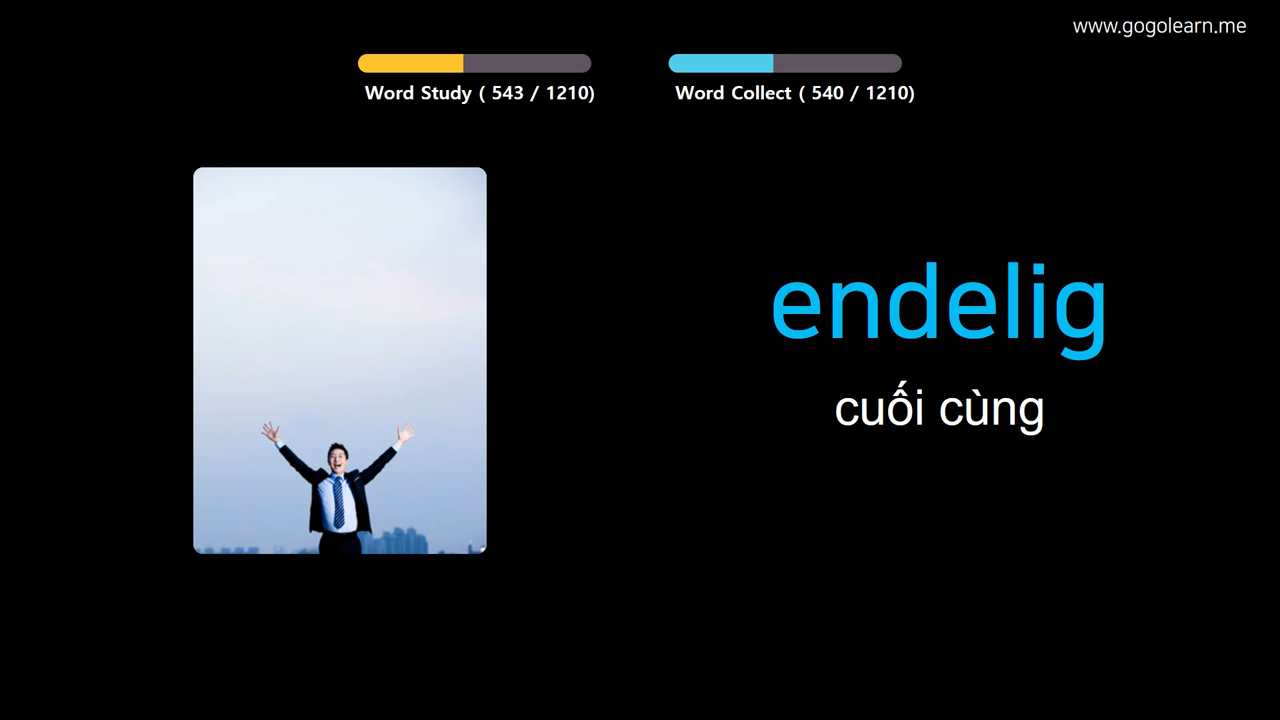 www.gogolearn.me
Word Study ( 543 / 1210)
Word Collect ( 540 / 1210)
endelig
cuối cùng